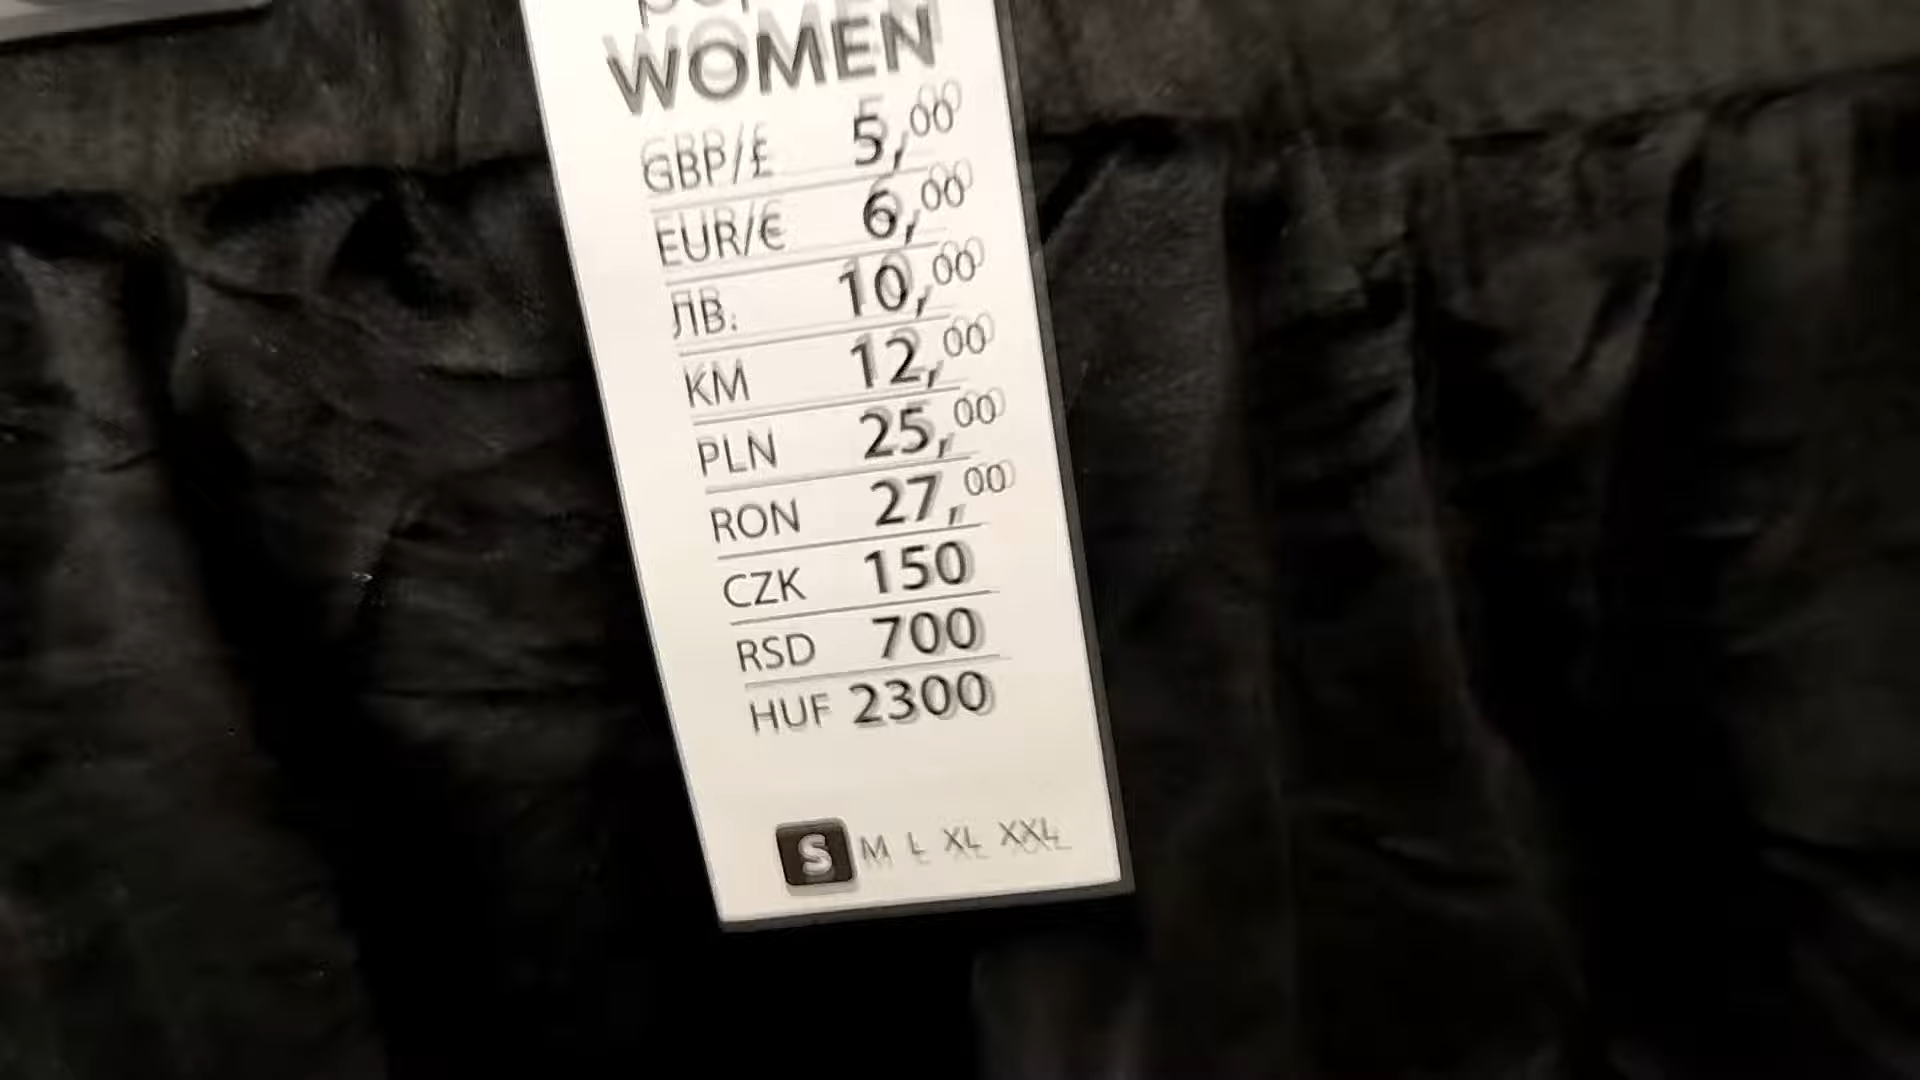 WOMEN
GBP/£ 5,00
EUR/€ 6,00
ЛВ. 10,00
KM 12,00
PLN 25,00
RON 27,00
CZK 150
RSD 700
HUF 2300
S M L XL XXL